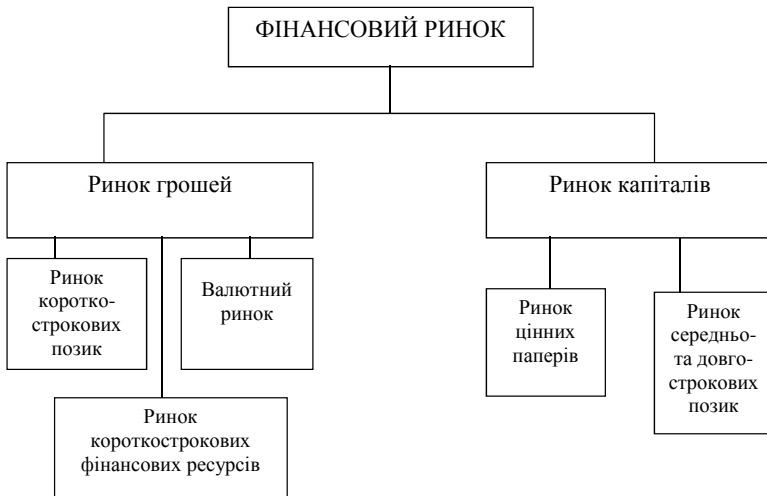 ФІНАНСОВИЙ РИНОК
Ринок грошей
Ринок капіталів
Ринок
коротко-
строкових
позик
Валютний
ринок
Ринок
короткострокових
фінансових ресурсів
Ринок
цінних
паперів
Ринок
середньо-
та довго-
строкових
позик